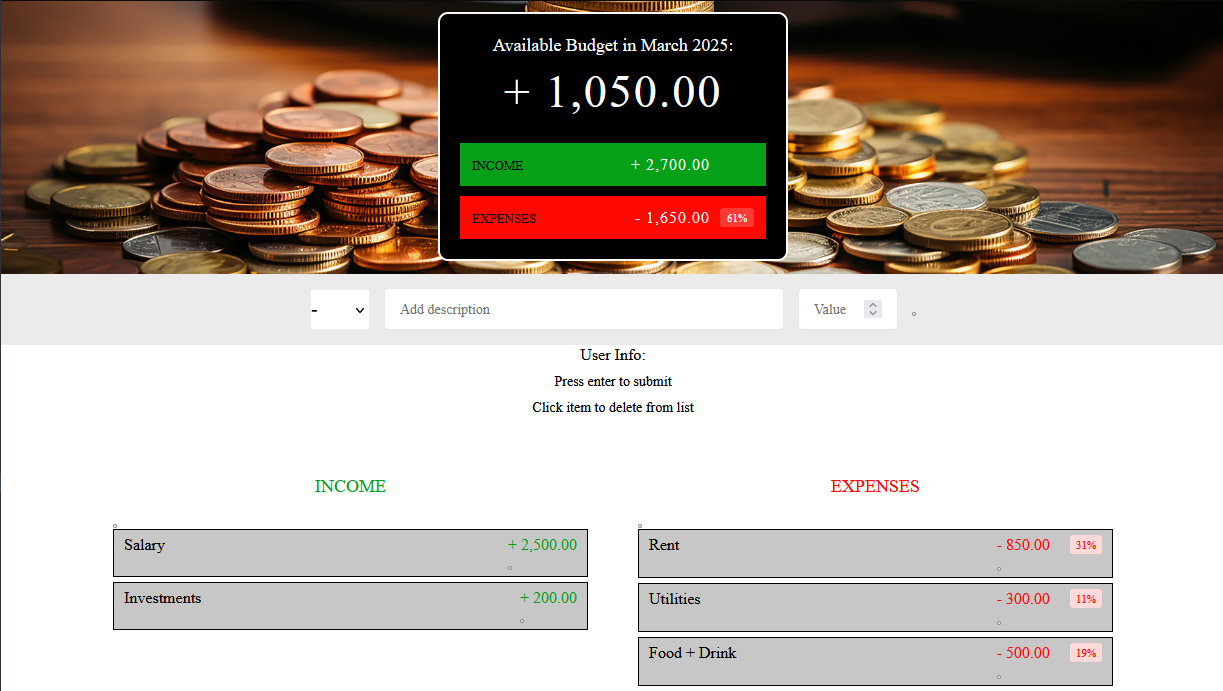 Available Budget in March 2025:
+ 1,050.00
INCOME + 2,700.00
EXPENSES - 1,650.00 61%
- Add description Value
User Info:
Press enter to submit
Click item to delete from list
INCOME
Salary + 2,500.00
Investments + 200.00
EXPENSES
Rent - 850.00 31%
Utilities - 300.00 11%
Food + Drink - 500.00 19%